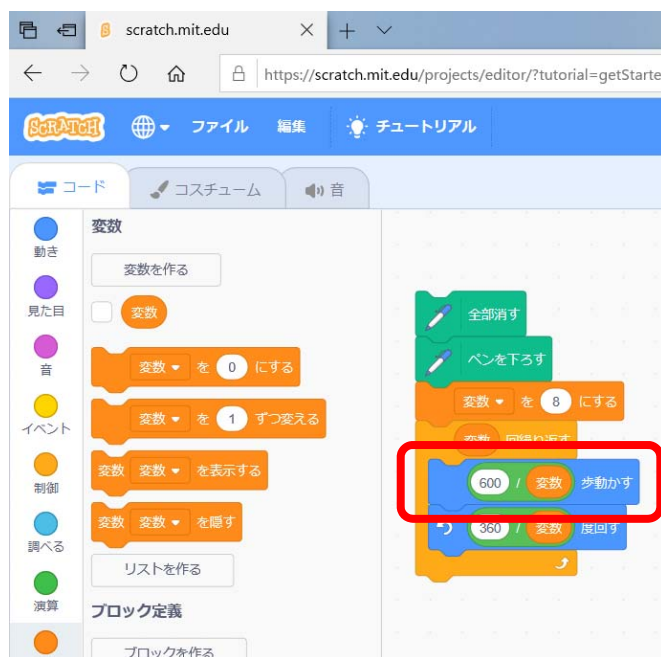 scratch.mit.edu
https://scratch.mit.edu/projects/editor/?tutorial=getStarte
SCRATCH ファイル 編集 チュートリアル
コード コスチューム 音
動き
見た目
音
イベント
制御
調べる
演算
変数
変数を作る
変数
変数 を 0 にする
変数 を 1 ずつ変える
変数 変数 を表示する
変数 変数 を隠す
リストを作る
ブロック定義
ブロックを作る
全部消す
ペンを下ろす
変数 を 8 にする
変数 回繰り返す
600 / 変数 歩動かす
360 / 変数 度回す